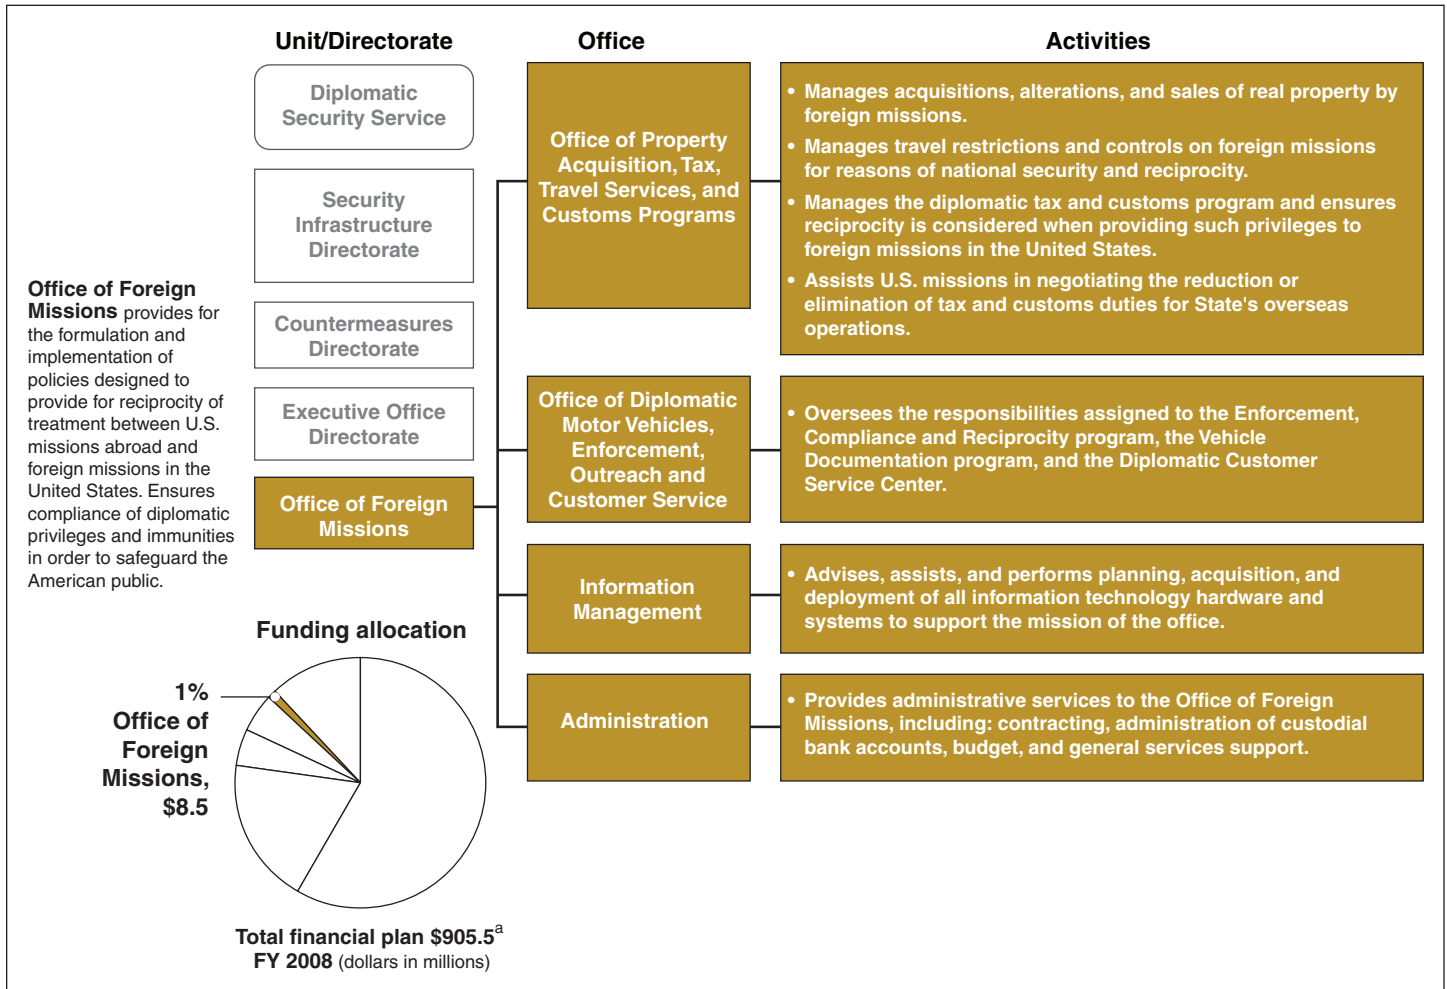 Unit/Directorate
Office
Activities
Diplomatic
Security Service
Security
Infrastructure
Directorate
Countermeasures
Directorate
Executive Office
Directorate
Office of Foreign
Missions
Office of Foreign
Missions provides for
the formulation and
implementation of
policies designed to
provide for reciprocity of
treatment between U.S.
missions abroad and
foreign missions in the
United States. Ensures
compliance of diplomatic
privileges and immunities
in order to safeguard the
American public.
Office of Property
Acquisition, Tax,
Travel Services, and
Customs Programs
• Manages acquisitions, alterations, and sales of real property by
foreign missions.
• Manages travel restrictions and controls on foreign missions
for reasons of national security and reciprocity.
• Manages the diplomatic tax and customs program and ensures
reciprocity is considered when providing such privileges to
foreign missions in the United States.
• Assists U.S. missions in negotiating the reduction or
elimination of tax and customs duties for State's overseas
operations.
Office of Diplomatic
Motor Vehicles,
Enforcement,
Outreach and
Customer Service
• Oversees the responsibilities assigned to the Enforcement,
Compliance and Reciprocity program, the Vehicle
Documentation program, and the Diplomatic Customer
Service Center.
Information
Management
• Advises, assists, and performs planning, acquisition, and
deployment of all information technology hardware and
systems to support the mission of the office.
Administration
• Provides administrative services to the Office of Foreign
Missions, including: contracting, administration of custodial
bank accounts, budget, and general services support.
Funding allocation
1%
Office of
Foreign
Missions,
$8.5
Total financial plan $905.5a
FY 2008 (dollars in millions)